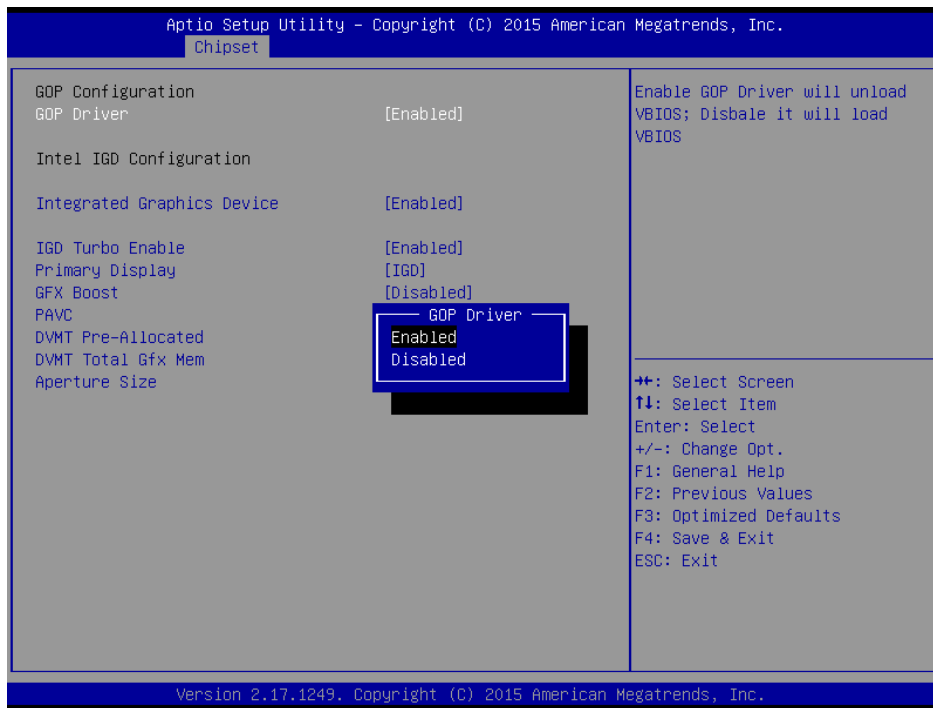 Aptio Setup Utility – Copyright (C) 2015 American Megatrends, Inc.
Chipset
GOP Configuration
GOP Driver [Enabled]
Intel IGD Configuration
Integrated Graphics Device [Enabled]
IGD Turbo Enable [Enabled]
Primary Display [IGD]
GFX Boost [Disabled]
PAVC
DVMT Pre-Allocated
DVMT Total Gfx Mem
Aperture Size
GOP Driver
Enabled
Disabled
Enable GOP Driver will unload
VBIOS; Disbale it will load
VBIOS
→←: Select Screen
↑↓: Select Item
Enter: Select
+/-: Change Opt.
F1: General Help
F2: Previous Values
F3: Optimized Defaults
F4: Save & Exit
ESC: Exit
Version 2.17.1249. Copyright (C) 2015 American Megatrends, Inc.